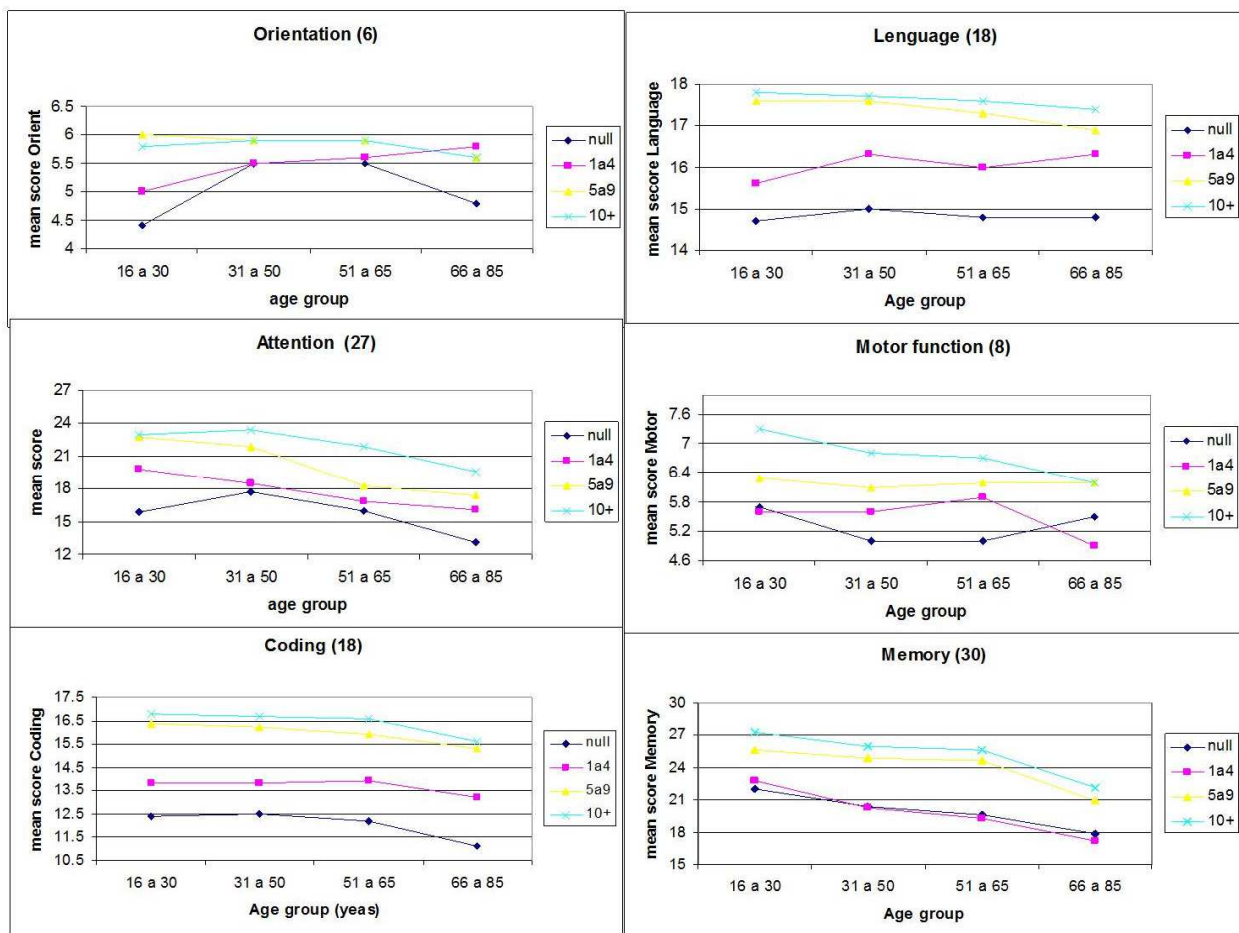 Orientation (6)
mean score Orient
6.5
6
5.5
5
4.5
4
16 a 30
31 a 50
51 a 65
66 a 85
age group
null
1a4
5a9
10+
Lenguage (18)
mean secore Language
18
17
16
15
14
16 a 30
31 a 50
51 a 65
66 a 85
Age group
null
1a4
5a9
10+
Attention (27)
mean score
27
24
21
18
15
12
16 a 30
31 a 50
51 a 65
66 a 85
age group
null
1a4
5a9
10+
Motor function (8)
mean score Motor
7.6
7
6.4
5.8
5.2
4.6
16 a 30
31 a 50
51 a 65
66 a 85
Age group
null
1a4
5a9
10+
Coding (18)
mean score Coding
17.5
16.5
15.5
14.5
13.5
12.5
11.5
10.5
16 a 30
31 a 50
51 a 65
66 a 85
Age group (yeas)
null
1a4
5a9
10+
Memory (30)
mean score Memory
30
27
24
21
18
15
16 a 30
31 a 50
51 a 65
66 a 85
Age group
null
1a4
5a9
10+